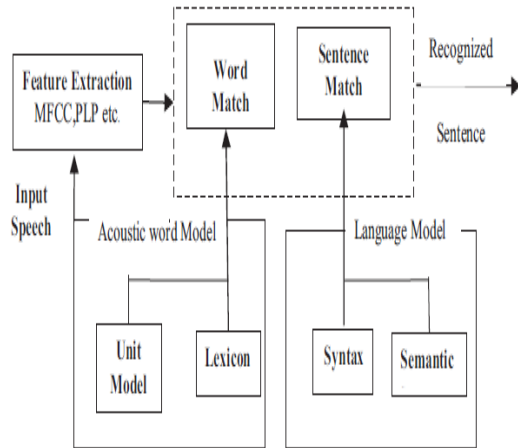 Feature Extraction
MFCC,PLP etc.
Word
Match
Sentence
Match
Recognized
Sentence
Input
Speech
Acoustic word Model
Language Model
Unit
Model
Lexicon
Syntax
Semantic